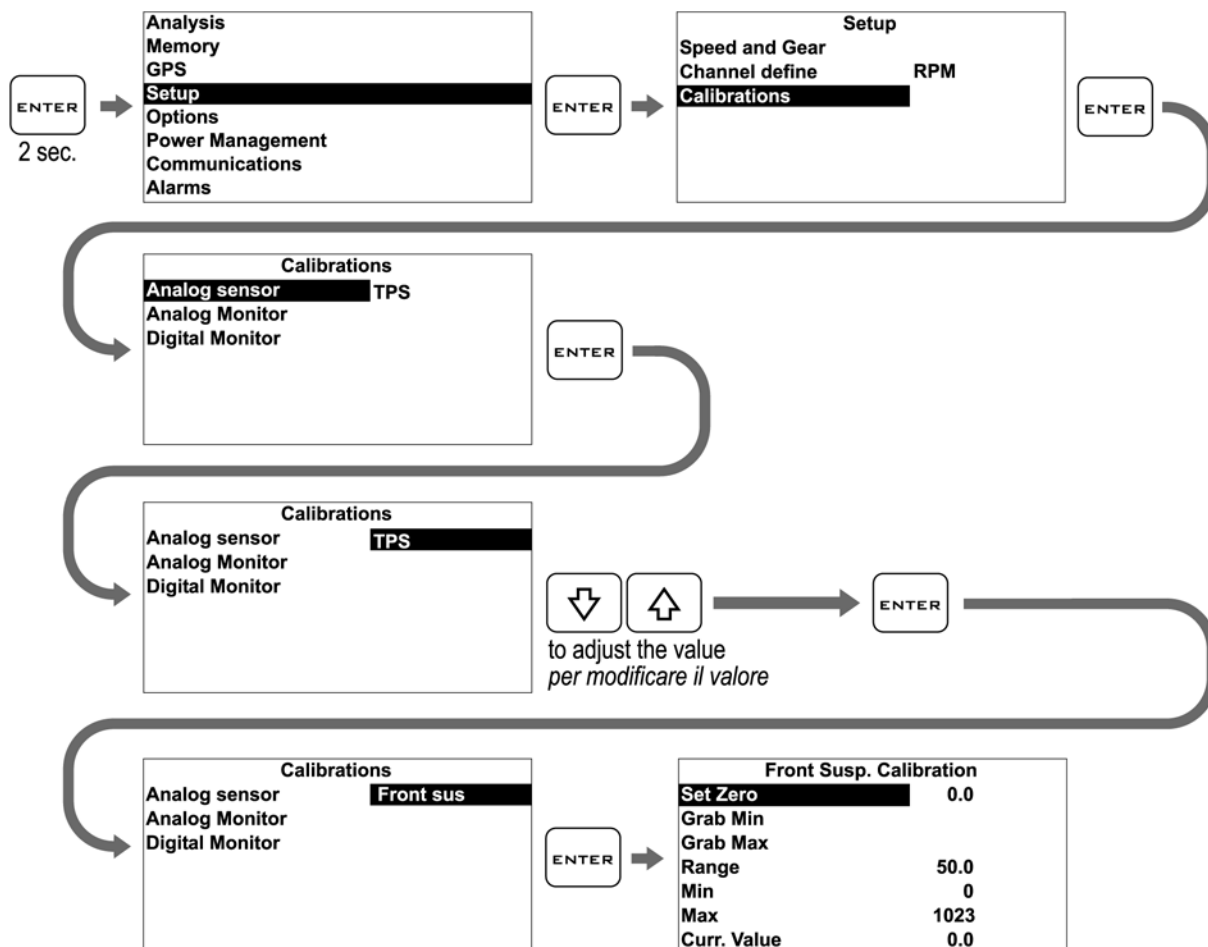 ENTER
2 sec.
Analysis
Memory
GPS
Setup
Options
Power Management
Communications
Alarms
ENTER
Setup
Speed and Gear
Channel define RPM
Calibrations
ENTER
Calibrations
Analog sensor TPS
Analog Monitor
Digital Monitor
ENTER
Calibrations
Analog sensor TPS
Analog Monitor
Digital Monitor
to adjust the value
per modificare il valore
ENTER
Calibrations
Analog sensor Front sus
Analog Monitor
Digital Monitor
ENTER
Front Susp. Calibration
Set Zero 0.0
Grab Min
Grab Max
Range 50.0
Min 0
Max 1023
Curr. Value 0.0